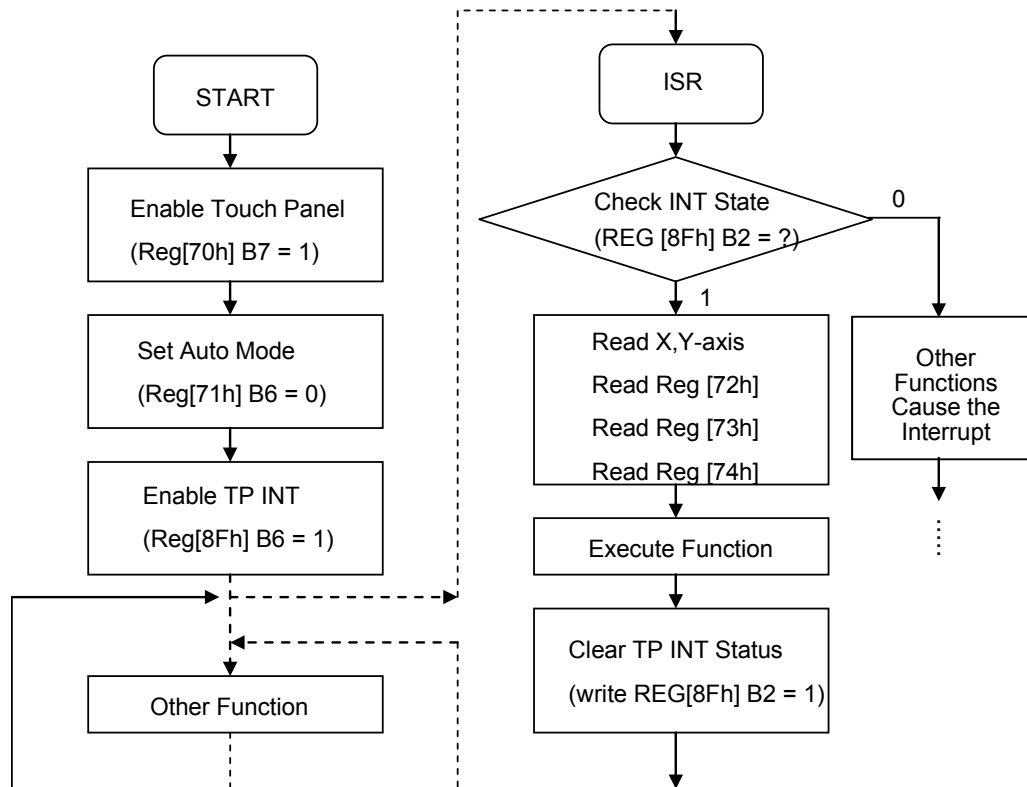 START
Enable Touch Panel
(Reg[70h] B7 = 1)
Set Auto Mode
(Reg[71h] B6 = 0)
Enable TP INT
(Reg[8Fh] B6 = 1)
Other Function
ISR
Check INT State
(REG [8Fh] B2 = ?)
0
1
Read X,Y-axis
Read Reg [72h]
Read Reg [73h]
Read Reg [74h]
Other
Functions
Cause the
Interrupt
Execute Function
Clear TP INT Status
(write REG[8Fh] B2 = 1)